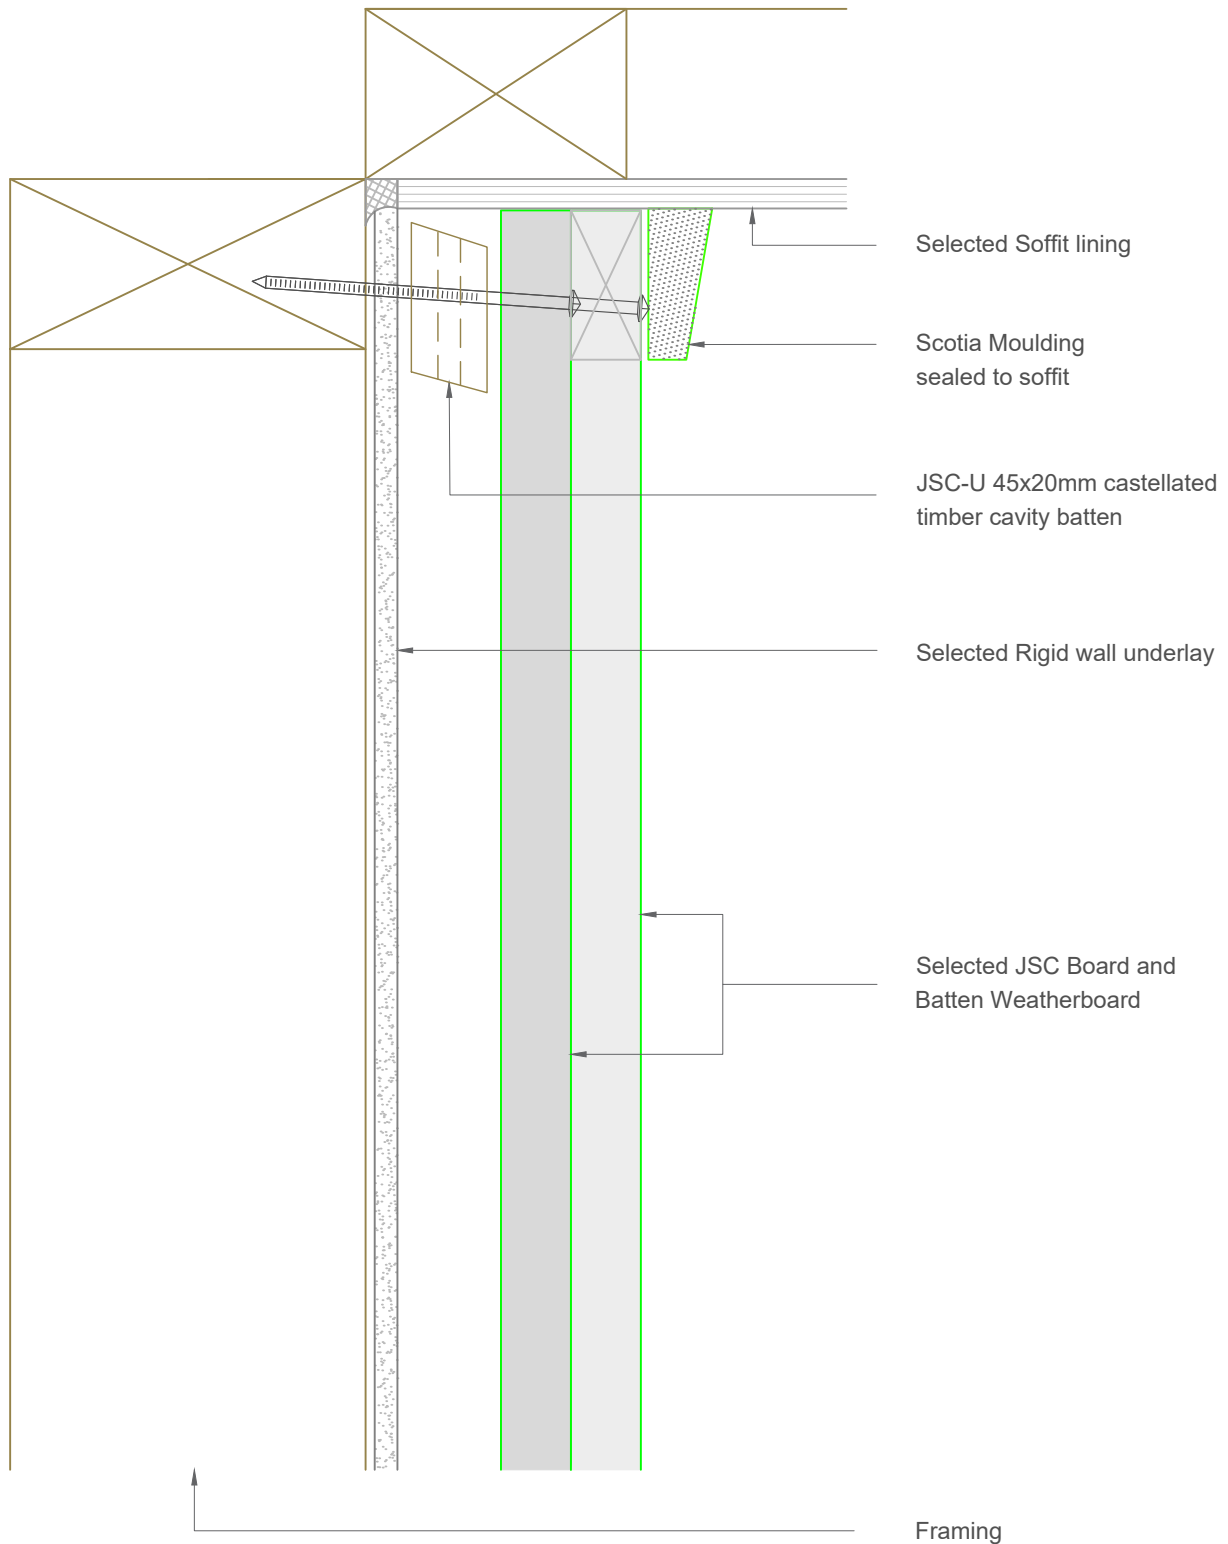 Selected Soffit lining
Scotia Moulding
sealed to soffit
JSC-U 45x20mm castellated
timber cavity batten
Selected Rigid wall underlay
Selected JSC Board and
Batten Weatherboard
Framing